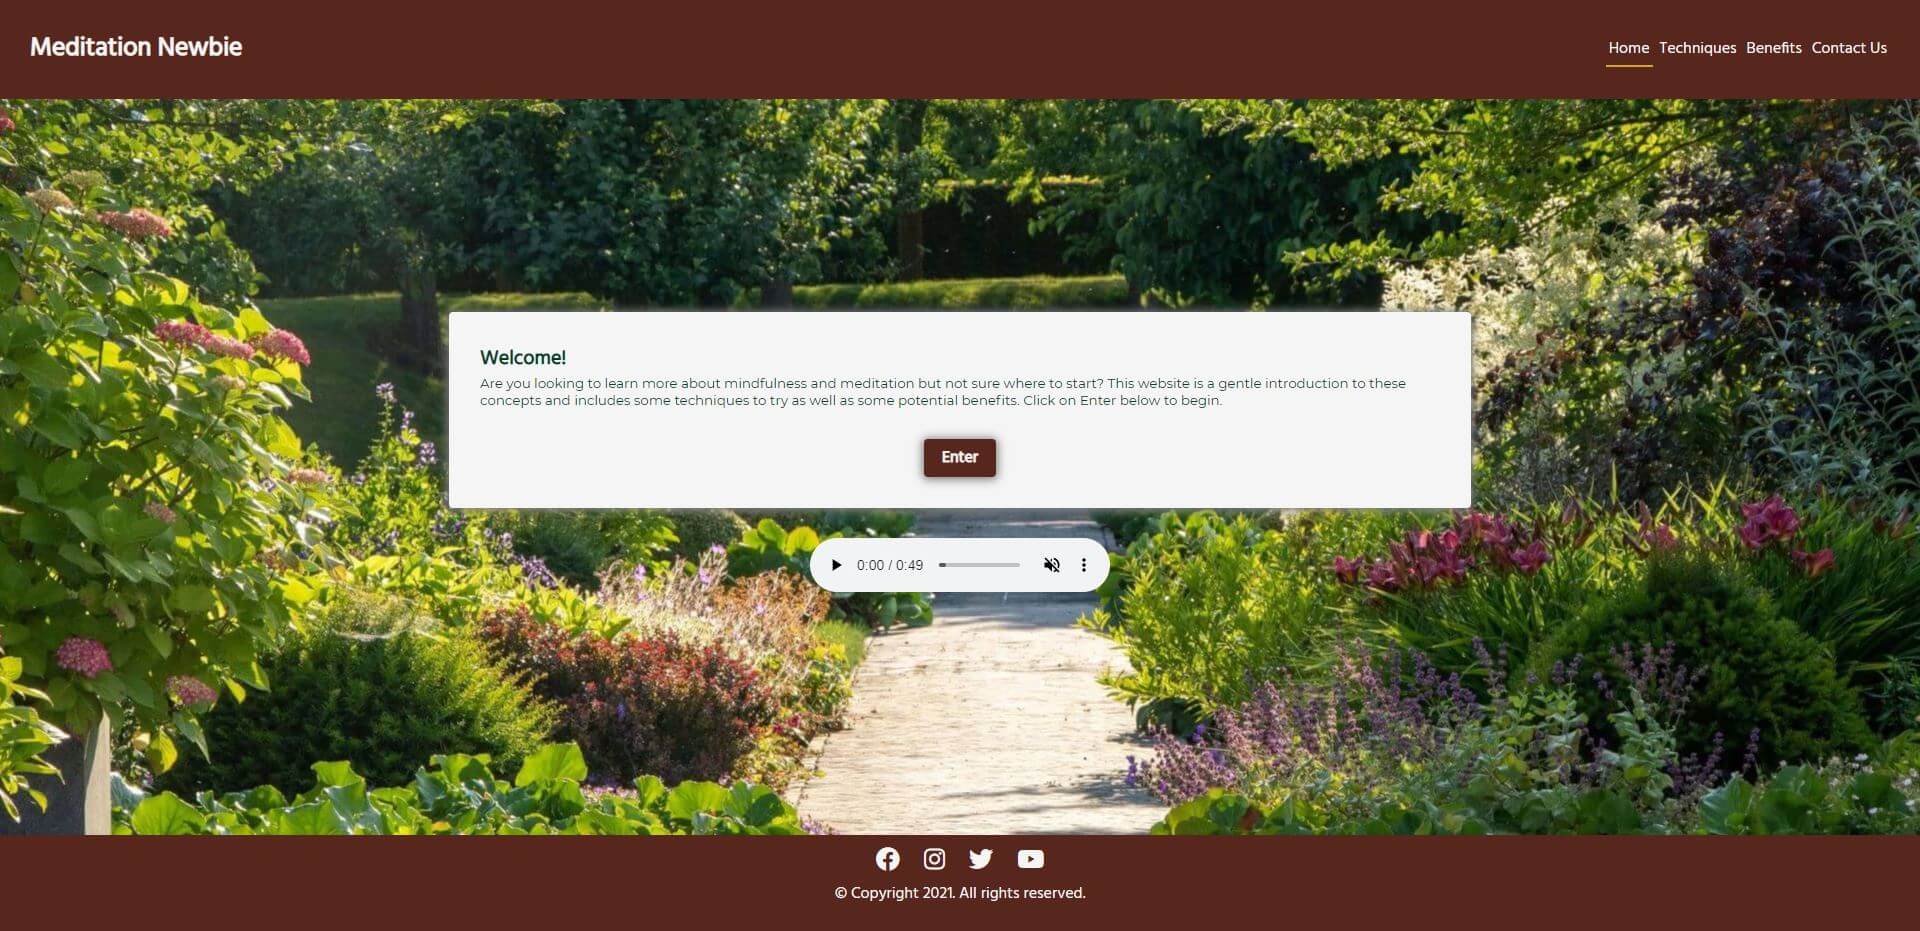 Meditation Newbie
Home Techniques Benefits Contact Us
Welcome!
Are you looking to learn more about mindfulness and meditation but not sure where to start? This website is a gentle introduction to these
concepts and includes some techniques to try as well as some potential benefits. Click on Enter below to begin.
Enter
0:00 / 0:49
© Copyright 2021. All rights reserved.